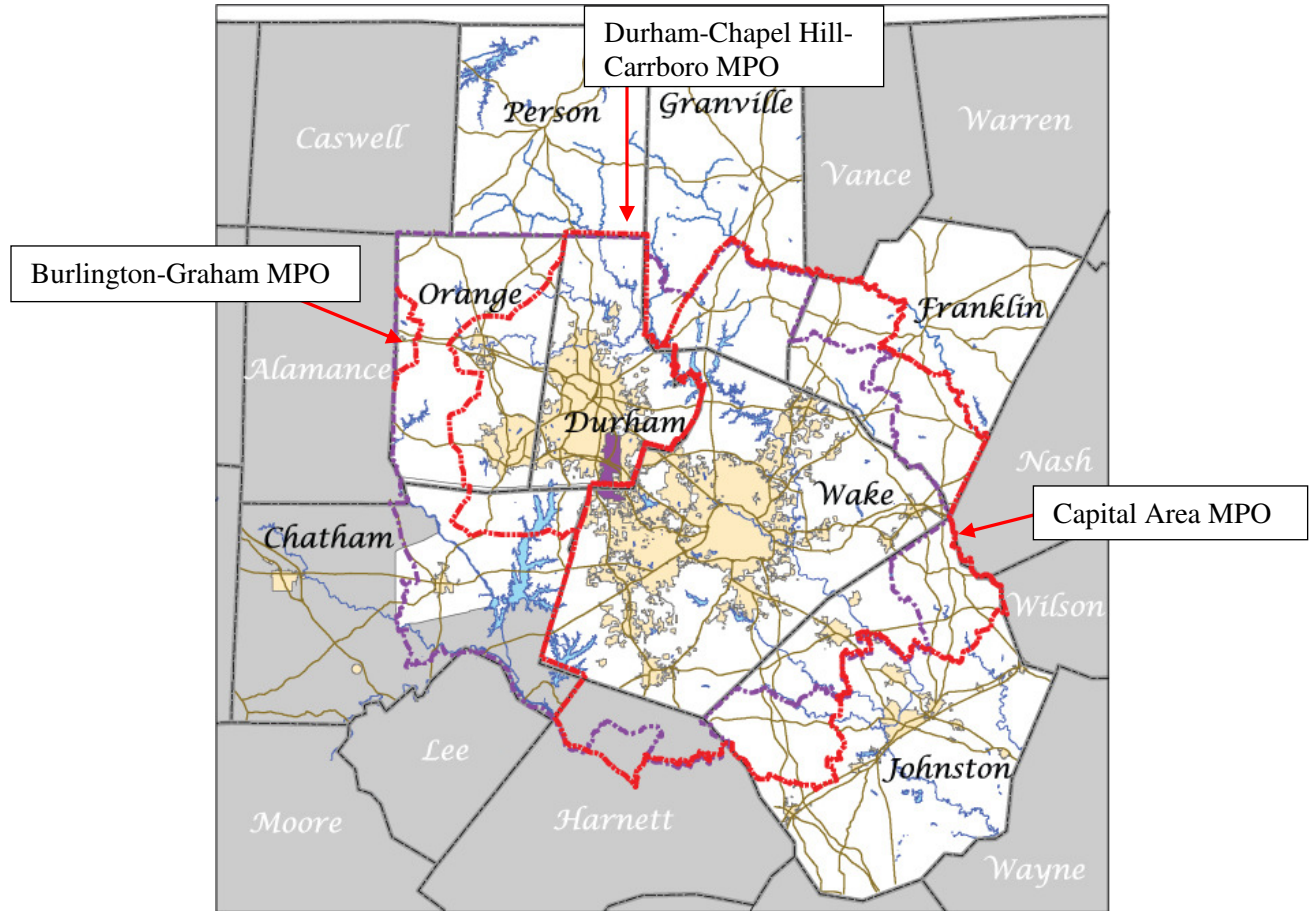 Durham-Chapel Hill-
Carrboro MPO
Person
Granville
Caswell
Warren
Vance
Burlington-Graham MPO
Orange
Franklin
Alamance
Durham
Nash
Wake
Capital Area MPO
Chatham
Wilson
Lee
Johnston
Moore
Harnett
Wayne